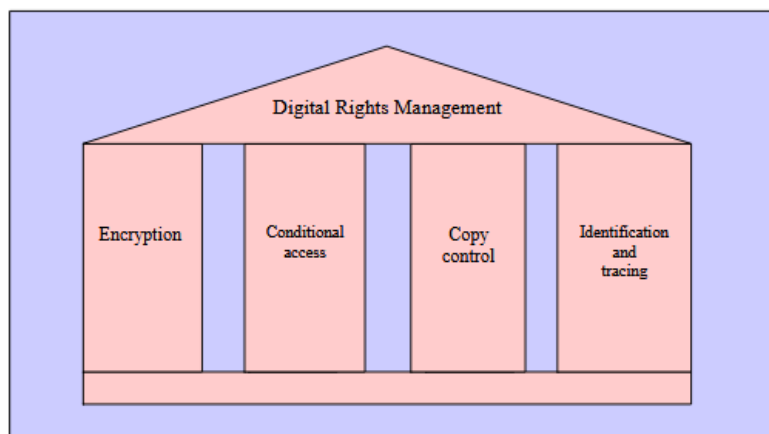 Digital Rights Management
Encryption
Conditional
access
Copy
control
Identification
and
tracing